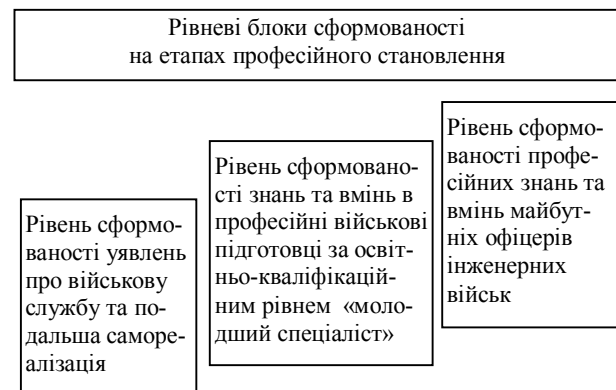 Рівневі блоки сформованості
на етапах професійного становлення
Рівень сформо-
ваності уявлень
про військову
службу та по-
дальша саморе-
алізація
Рівень сформовано-
сті знань та вмінь в
професійні військові
підготовці за освіт-
ньо-кваліфікацій-
ним рівнем «моло-
дший спеціаліст»
Рівень сформо-
ваності профе-
сійних знань та
вмінь майбут-
ніх офіцерів
інженерних
військ